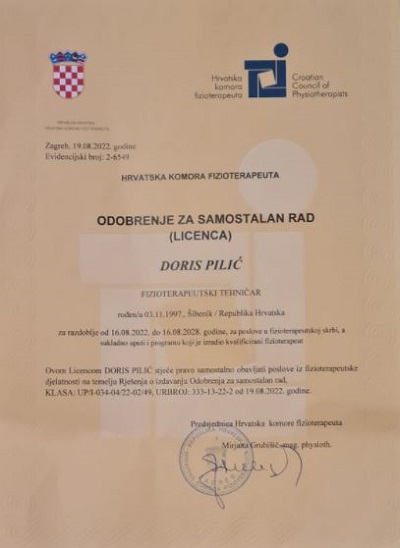 Hrvatska
komora
fizioterapeuta
Croatian
Council of
Physiotherapists
REPUBLIKA HRVATSKA
HRVATSKA KOMORA FIZIOTERAPEUTA
Zagreb, 19.08.2022. godine
Evidencijski broj: 2-6549
HRVATSKA KOMORA FIZIOTERAPEUTA
ODOBRENJE ZA SAMOSTALAN RAD
(LICENCA)
DORIS PILIĆ
FIZIOTERAPEUTSKI TEHNIČAR
rođen/a 03.11.1997., Šibenik / Republika Hrvatska
za razdoblje od 16.08.2022. do 16.08.2028. godine, za poslove u fizioterapeutskoj skrbi, a
sukladno uputi i programu koji je izradio kvalificirani fizioterapeut
Ovom Licencom DORIS PILIĆ stječe pravo samostalno obavljati poslove iz fizioterapeutske
djelatnosti na temelju Rješenja o izdavanju Odobrenja za samostalan rad,
KLASA: UP/I-034-04/22-02/49, URBROJ: 333-13-22-2 od 19.08.2022. godine.
Predsjednica Hrvatske komore fizioterapeuta
Mirjana Grubišić, mag. physioth.